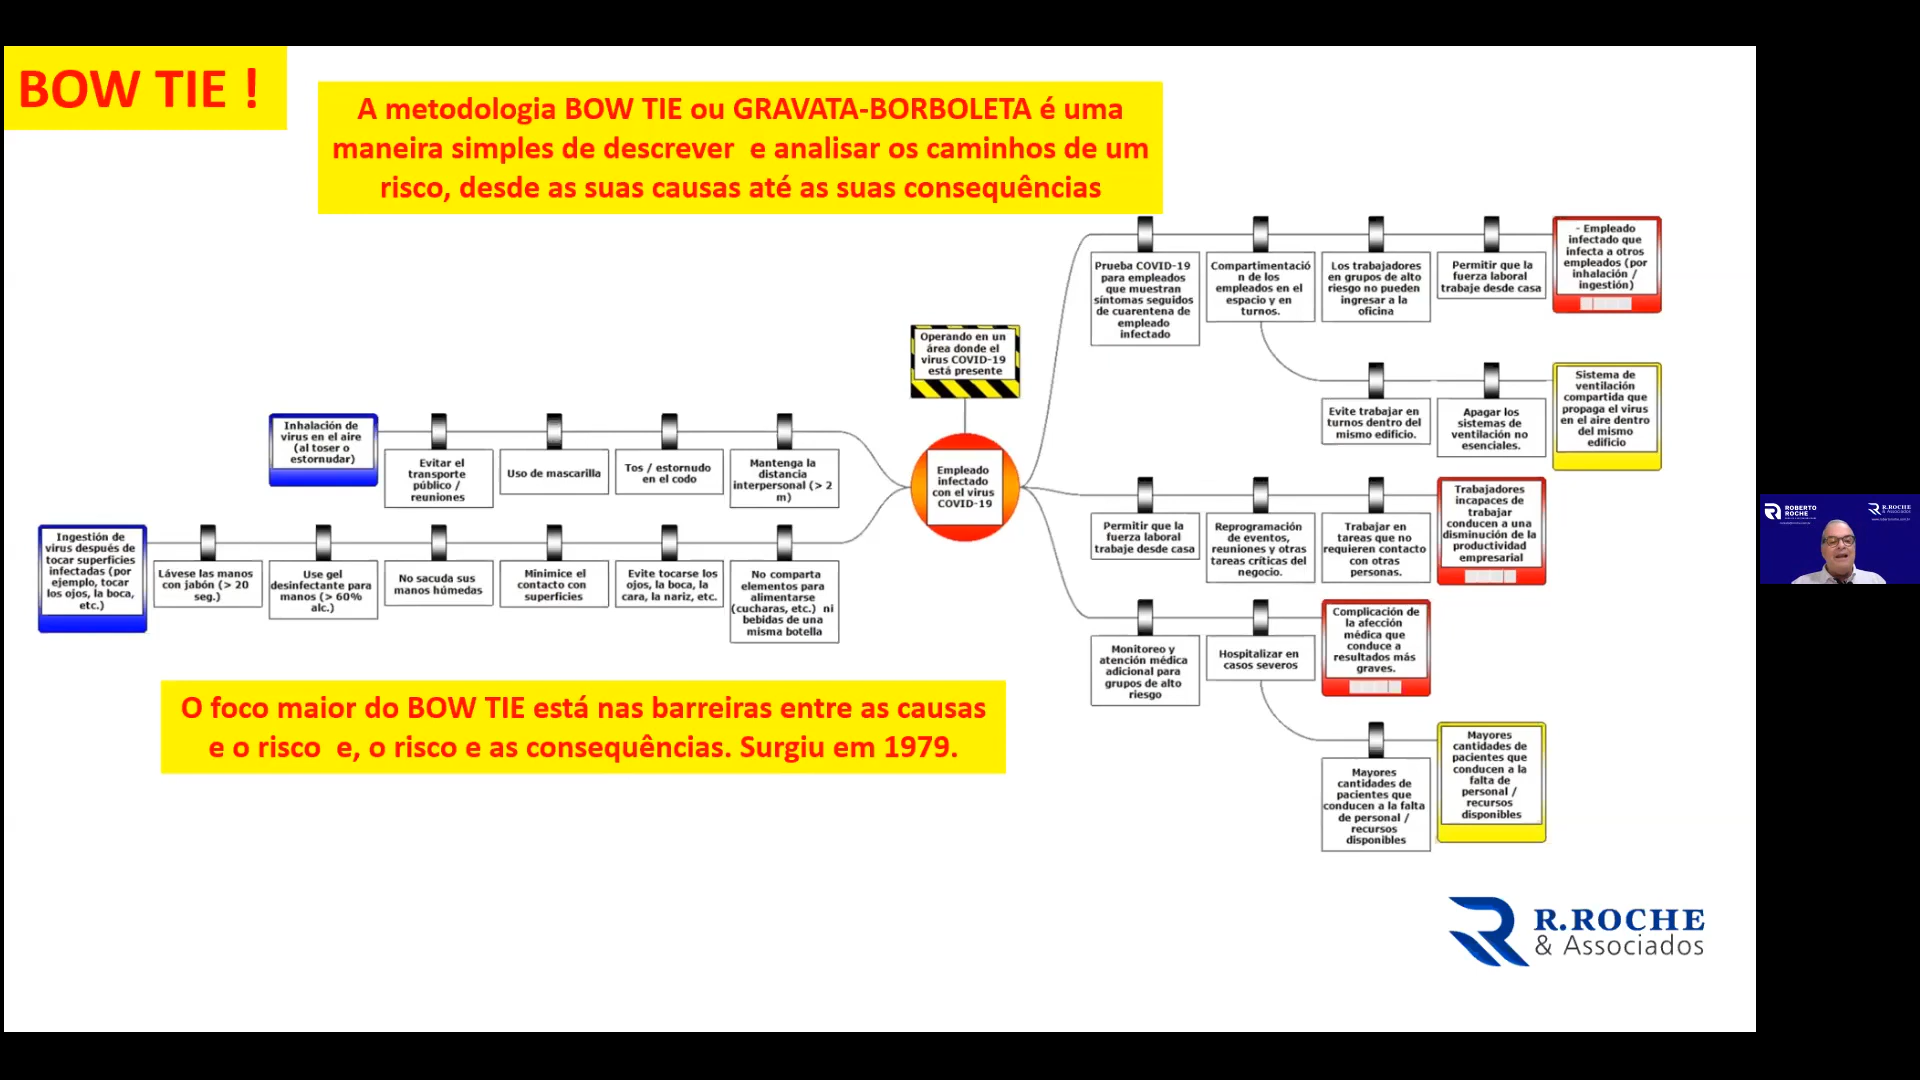 BOW TIE !
A metodologia BOW TIE ou GRAVATA-BORBOLETA é uma
maneira simples de descrever  e analisar os caminhos de um
risco, desde as suas causas até as suas consequências
Prueba COVID-19
para empleados
que muestran
síntomas seguidos
de cuarentena de
empleado
infectado
Compartimentació
n de los
empleados en el
espacio y en
turnos.
Los trabajadores
en grupos de alto
riesgo no pueden
ingresar a la
oficina
Permitir que la
fuerza laboral
trabaje desde casa
- Empleado
infectado que
infecta a otros
empleados (por
inhalación /
ingestión)
Operando en un
área donde el
virus COVID-19
está presente
Evite trabajar en
turnos dentro del
mismo edificio.
Apagar los
sistemas de
ventilación no
esenciales.
Sistema de
ventilación
compartida que
propaga el virus
en el aire dentro
del mismo
edificio
Inhalación de
virus en el aire
(al toser o
estornudar)
Evitar el
transporte
público /
reuniones
Uso de mascarilla
Tos / estornudo
en el codo
Mantenga la
distancia
interpersonal (> 2
m)
Empleado
infectado
con el virus
COVID-19
Permitir que la
fuerza laboral
trabaje desde casa
Reprogramación
de eventos,
reuniones y otras
tareas críticas del
negocio.
Trabajar en
tareas que no
requieren contacto
con otras
personas.
Trabajadores
incapaces de
trabajar
conducen a una
disminución de la
productividad
empresarial
Ingestión de
virus después de
tocar superficies
infectadas (por
ejemplo, tocar
los ojos, la boca,
etc.)
Lávese las manos
con jabón (> 20
seg.)
Use gel
desinfectante para
manos (> 60%
alc.)
No sacuda sus
manos húmedas
Minimice el
contacto con
superficies
Evite tocarse los
ojos, la boca, la
cara, la nariz, etc.
No comparta
elementos para
alimentarse
(cucharas, etc.)  ni
bebidas de una
misma botella
Monitoreo y
atención médica
adicional para
grupos de alto
riesgo
Hospitalizar en
casos severos
Complicación de
la afección
médica que
conduce a
resultados más
graves.
Mayores
cantidades de
pacientes que
conducen a la falta
de personal /
recursos
disponibles
Mayores
cantidades de
pacientes que
conducen a la
falta de
personal /
recursos
disponibles
O foco maior do BOW TIE está nas barreiras entre as causas
e o risco  e, o risco e as consequências. Surgiu em 1979.
R.ROCHE
& Associados
ROBERTO
ROCHE
R.ROCHE
& Associados